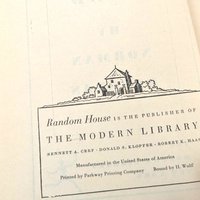 Random House IS THE PUBLISHER OF
THE MODERN LIBRARY
BENNETT A. CERF · DONALD S. KLOPFER · ROBERT K. HAAS
Manufactured in the United States of America
Printed by Parkway Printing Company Bound by H. Wolff